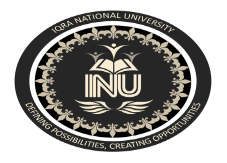 IQRA NATIONAL UNIVERSITY
INU
DEFINING POSSIBILITIES, CREATING OPPORTUNITIES